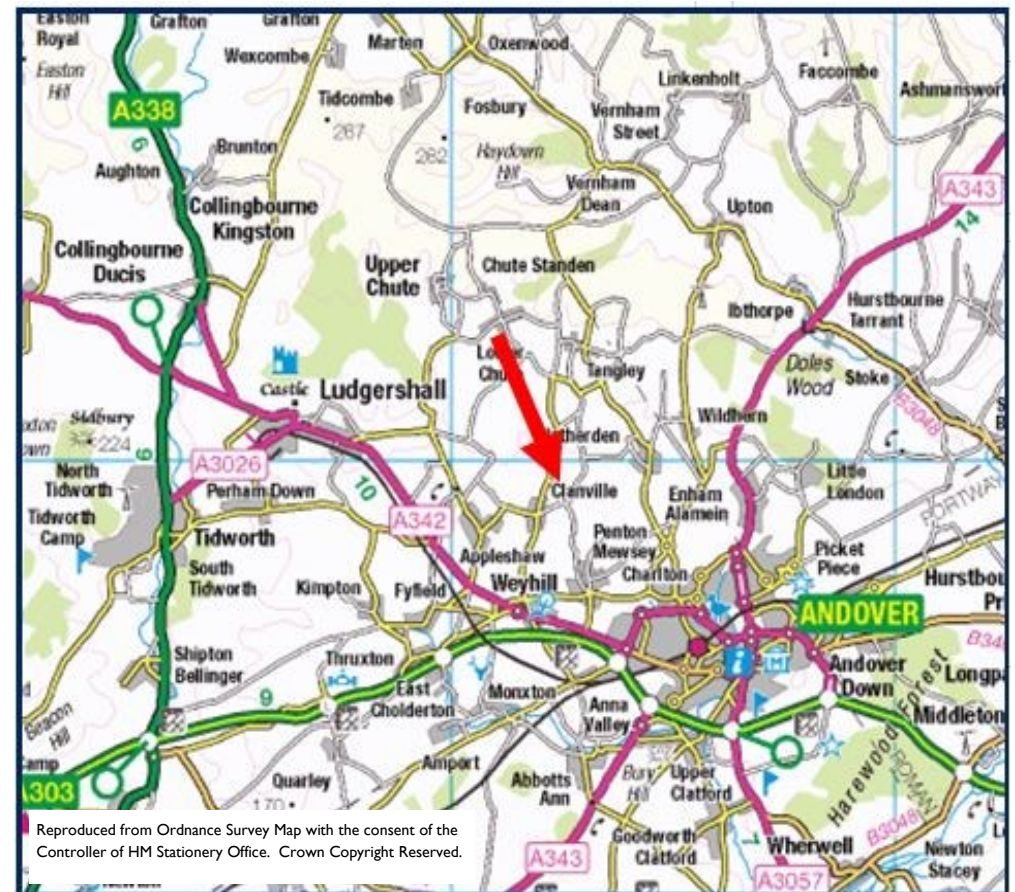 Easton
Royal
Grafton
Grafton
Wexcombe
Marten
Oxenwood
Easton
Hill
Tidcombe
267
Fosbury
Linkenholt
Faccombe
Vernham
Street
A338
6
Brunton
Aughton
282
Haydown
Hill
Vernham
Dean
A343
14
Collingbourne
Kingston
Upton
Collingbourne
Ducis
Upper
Chute
Chute Standen
Ibthorpe
Hurstbourne
Tarrant
Castle
Ludgershall
Tangley
Doles
Wood
Stoke
Wildhern
B3048
Sidbury
224
6
North
Tidworth
A3026
Perham Down
10
Clanville
Enham
Alamein
Little
London
PORTWAY
Tidworth
Camp
Tidworth
A342
Penton
Mewsey
Picket
Piece
South
Tidworth
Appleshaw
Weyhill
Charlton
Kimpton
Fyfield
ANDOVER
Shipton
Bellinger
Thruxton
i
M
Andover
Down
East
Cholderton
9
Monxton
Anna
Valley
Middleton
Harewood Forest
ROMAN
Amport
Quarley
170
Abbotts
Ann
Bury
Hill
Upper
Clatford
A303
Goodworth
Clatford
A343
7
Wherwell
A3057
B3048
Newton
Stacey
Reproduced from Ordnance Survey Map with the consent of the
Controller of HM Stationery Office. Crown Copyright Reserved.